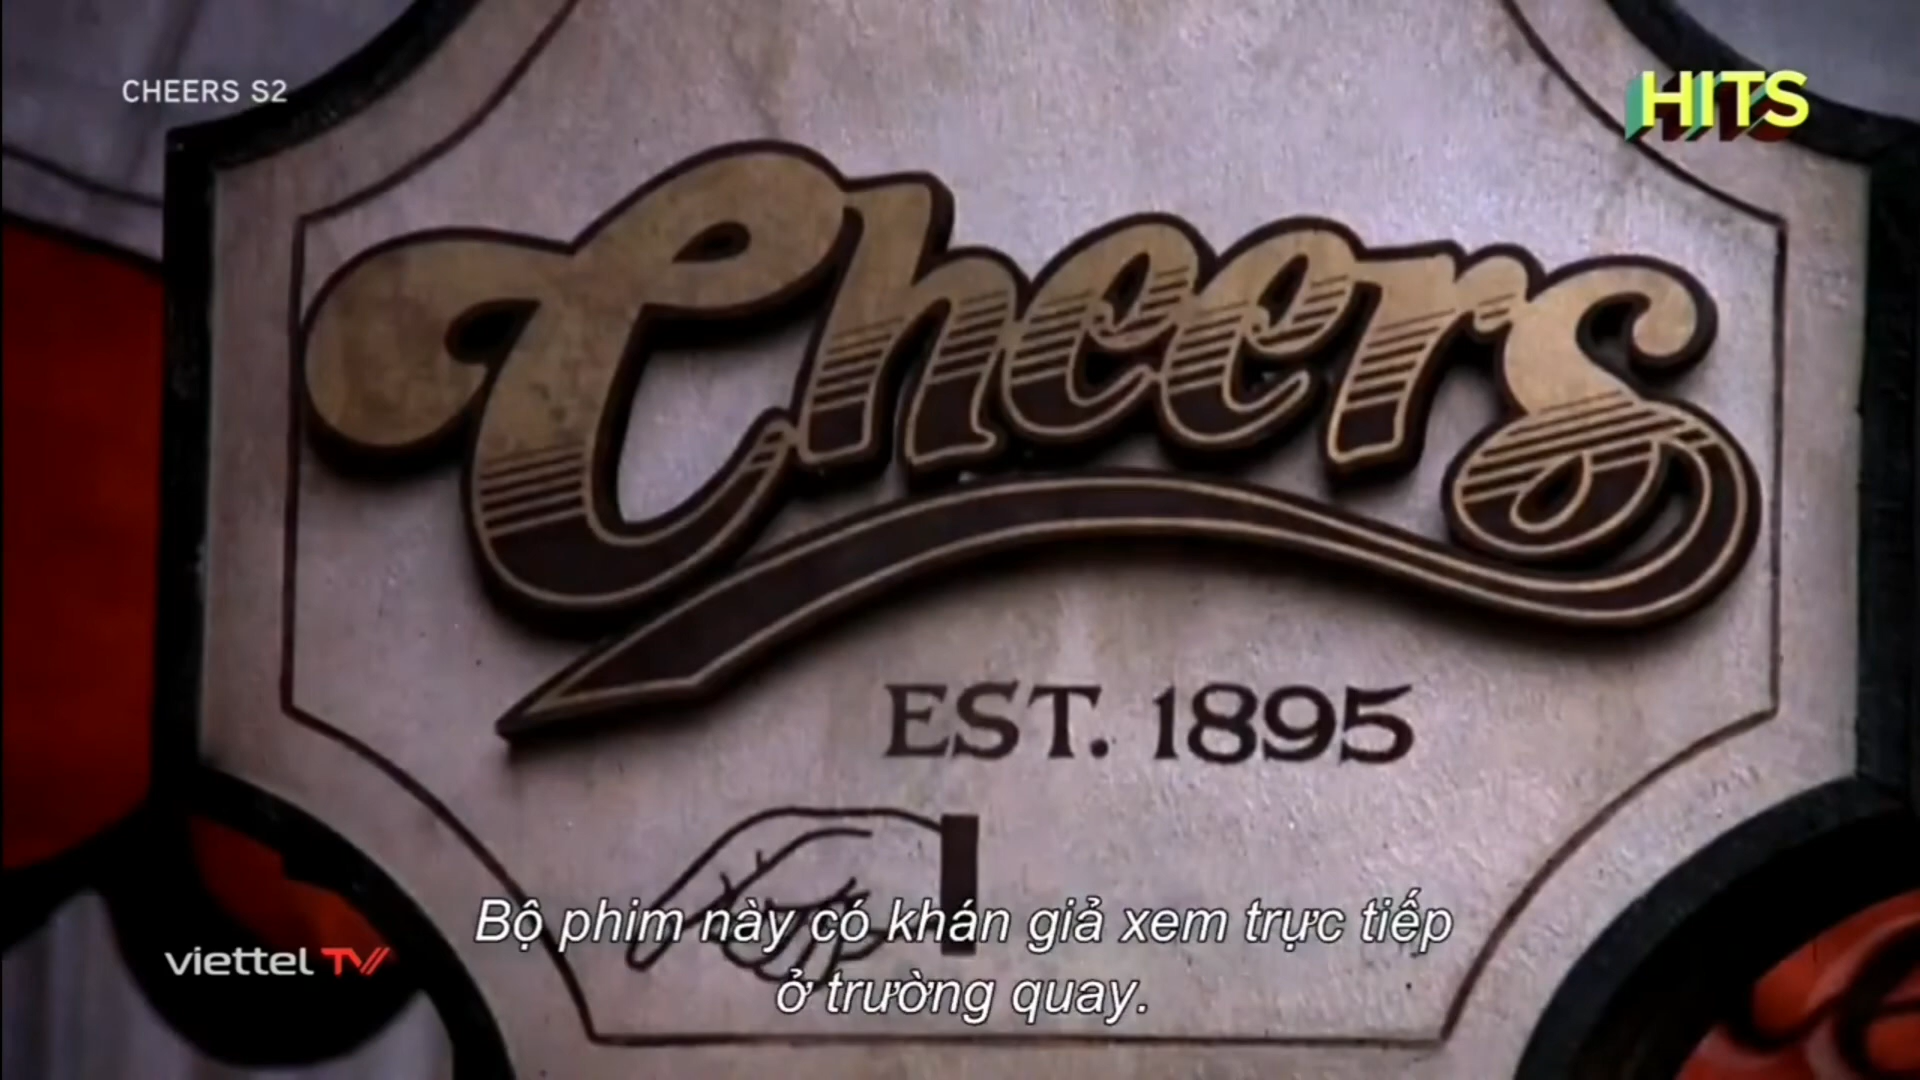 CHEERS S2
HITS
Cheers
EST. 1895
Bộ phim này có khán giả xem trực tiếp
ở trường quay.
viettel TV